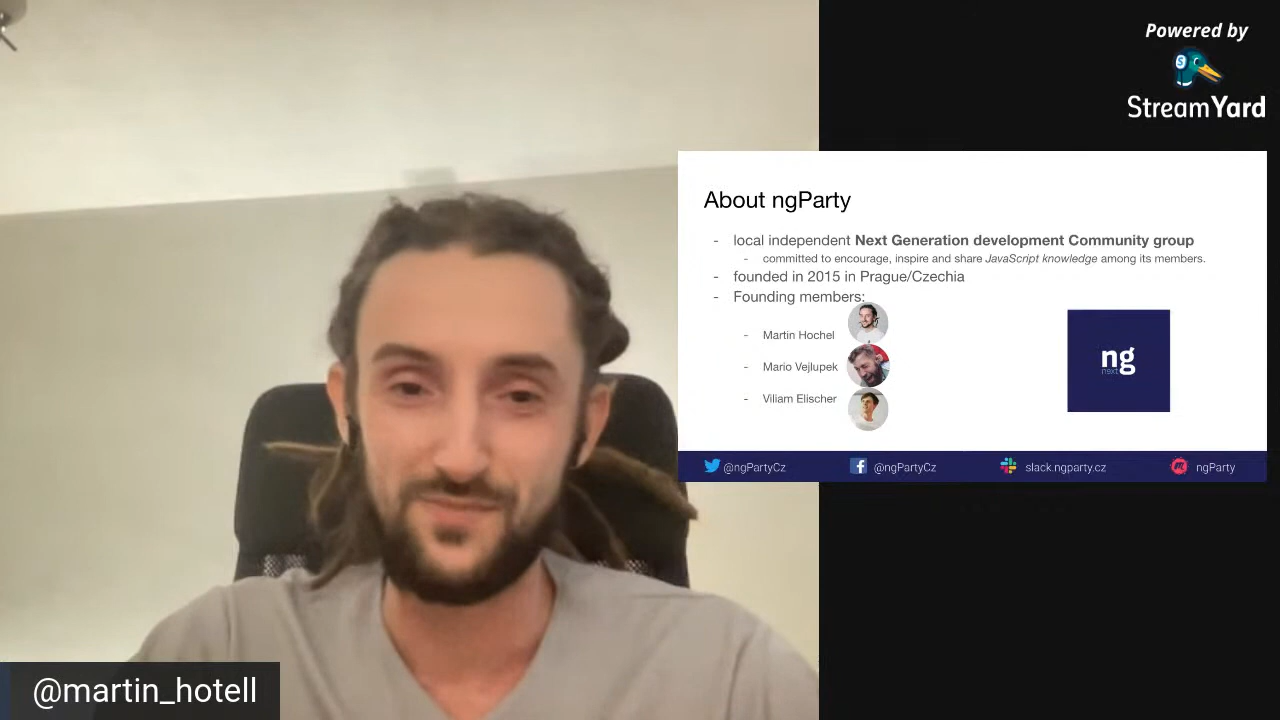 Powered by
StreamYard
About ngParty
- local independent Next Generation development Community group
- committed to encourage, inspire and share JavaScript knowledge among its members.
- founded in 2015 in Prague/Czechia
- Founding members:
- Martin Hochel
- Mario Vejlupek
- Viliam Elischer
ng
next
@ngPartyCz
@ngPartyCz
slack.ngparty.cz
ngParty
@martin_hotell